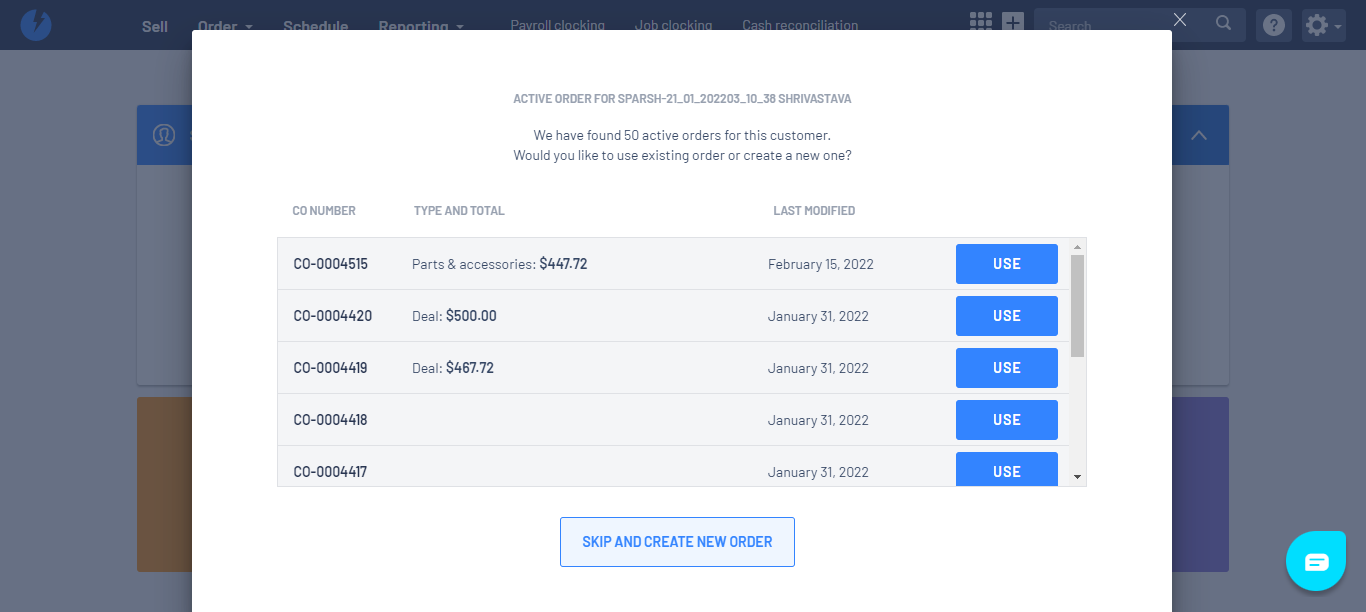 Sell Order Schedule Reporting Payroll clocking Job clocking Cash reconciliation Search
ACTIVE ORDER FOR SPARSH-21_01_202203_10_38 SHRIVASTAVA
We have found 50 active orders for this customer.
Would you like to use existing order or create a new one?
CO NUMBER TYPE AND TOTAL LAST MODIFIED
CO-0004515 Parts & accessories: $447.72 February 15, 2022 USE
CO-0004420 Deal: $500.00 January 31, 2022 USE
CO-0004419 Deal: $467.72 January 31, 2022 USE
CO-0004418 January 31, 2022 USE
CO-0004417 January 31, 2022 USE
SKIP AND CREATE NEW ORDER